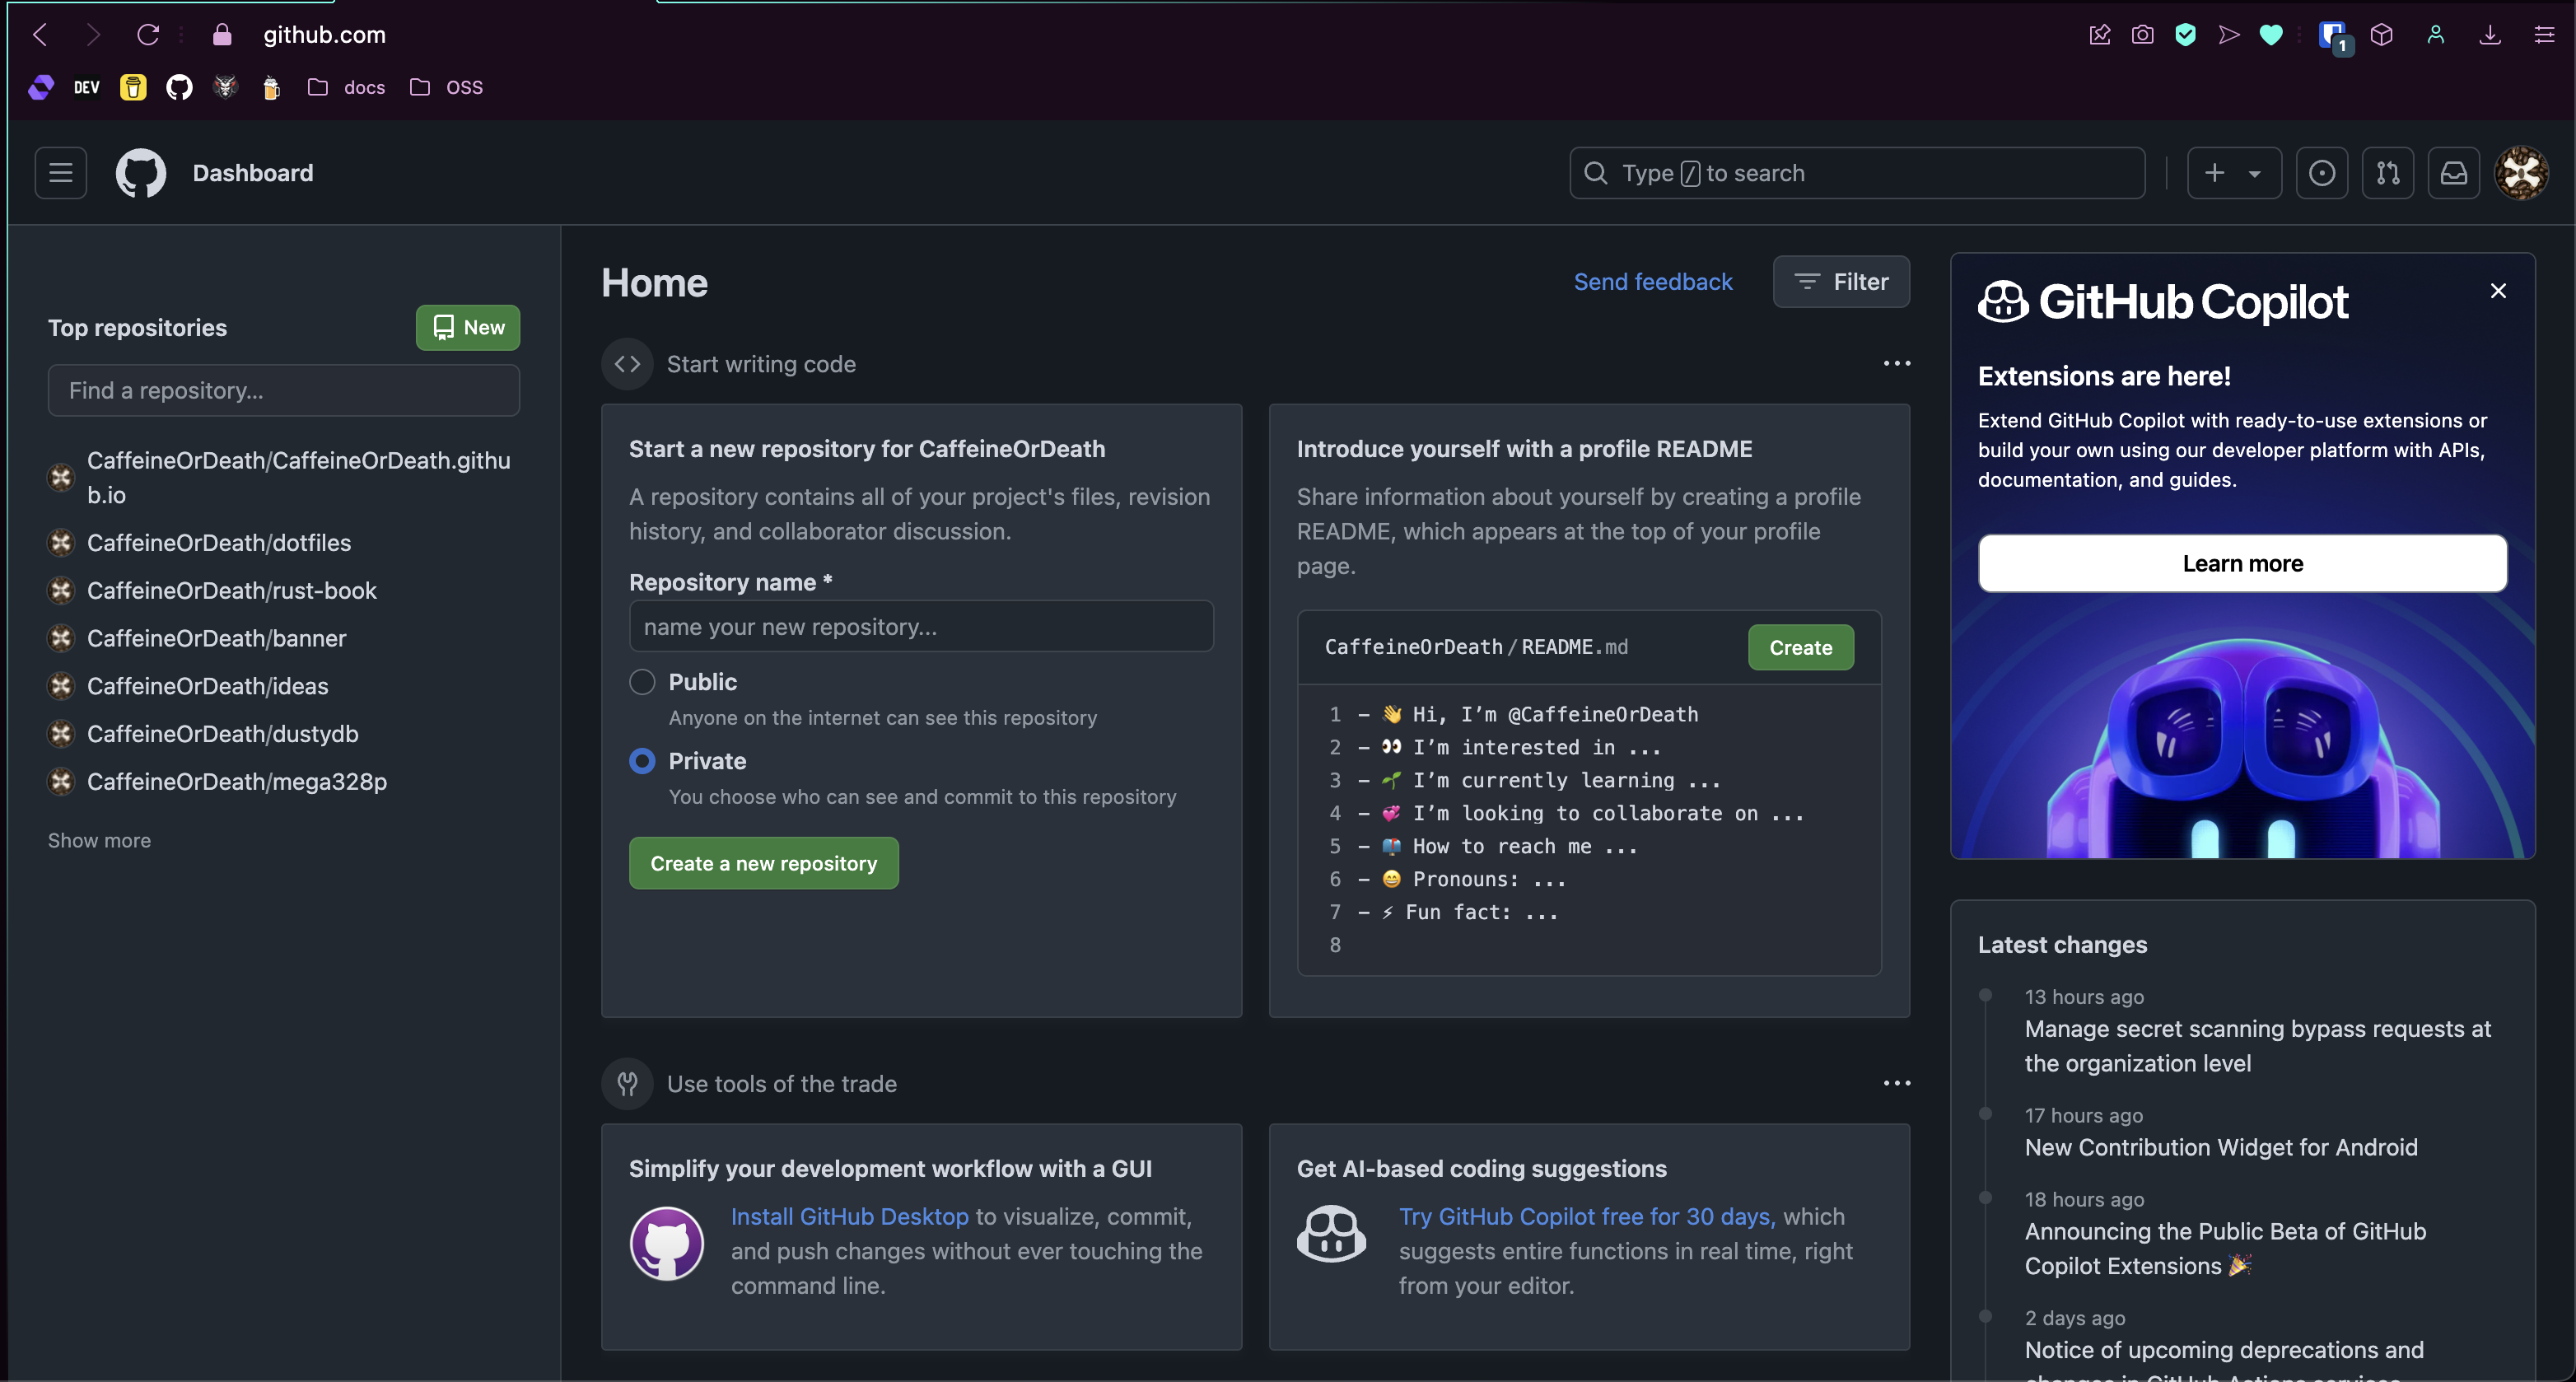 github.com
1
DEV
docs
OSS
Dashboard
Type / to search
Top repositories
New
Find a repository...
CaffeineOrDeath/CaffeineOrDeath.githu
b.io
CaffeineOrDeath/dotfiles
CaffeineOrDeath/rust-book
CaffeineOrDeath/banner
CaffeineOrDeath/ideas
CaffeineOrDeath/dustydb
CaffeineOrDeath/mega328p
Show more
Home
Send feedback
Filter
Start writing code
Start a new repository for CaffeineOrDeath
A repository contains all of your project's files, revision
history, and collaborator discussion.
Repository name *
name your new repository...
Public
Anyone on the internet can see this repository
Private
You choose who can see and commit to this repository
Create a new repository
Introduce yourself with a profile README
Share information about yourself by creating a profile
README, which appears at the top of your profile
page.
CaffeineOrDeath/README.md
Create
1 – 👋 Hi, I’m @CaffeineOrDeath
2 – 👀 I’m interested in ...
3 – 🌱 I’m currently learning ...
4 – 💞️ I’m looking to collaborate on ...
5 – 📫 How to reach me ...
6 – 😄 Pronouns: ...
7 – ⚡ Fun fact: ...
8
Use tools of the trade
Simplify your development workflow with a GUI
Install GitHub Desktop to visualize, commit,
and push changes without ever touching the
command line.
Get AI-based coding suggestions
Try GitHub Copilot free for 30 days, which
suggests entire functions in real time, right
from your editor.
GitHub Copilot
Extensions are here!
Extend GitHub Copilot with ready-to-use extensions or
build your own using our developer platform with APIs,
documentation, and guides.
Learn more
Latest changes
13 hours ago
Manage secret scanning bypass requests at
the organization level
17 hours ago
New Contribution Widget for Android
18 hours ago
Announcing the Public Beta of GitHub
Copilot Extensions 🎉
2 days ago
Notice of upcoming deprecations and
changes in GitHub Actions services